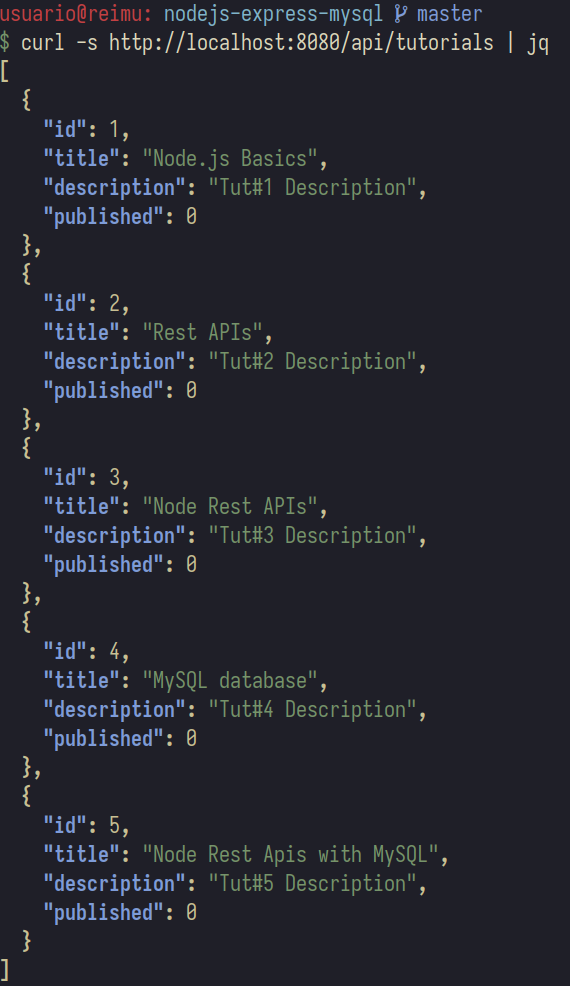 usuario@reimu: nodejs-express-mysql master
$ curl -s http://localhost:8080/api/tutorials | jq
[
  {
    "id": 1,
    "title": "Node.js Basics",
    "description": "Tut#1 Description",
    "published": 0
  },
  {
    "id": 2,
    "title": "Rest APIs",
    "description": "Tut#2 Description",
    "published": 0
  },
  {
    "id": 3,
    "title": "Node Rest APIs",
    "description": "Tut#3 Description",
    "published": 0
  },
  {
    "id": 4,
    "title": "MySQL database",
    "description": "Tut#4 Description",
    "published": 0
  },
  {
    "id": 5,
    "title": "Node Rest Apis with MySQL",
    "description": "Tut#5 Description",
    "published": 0
  }
]